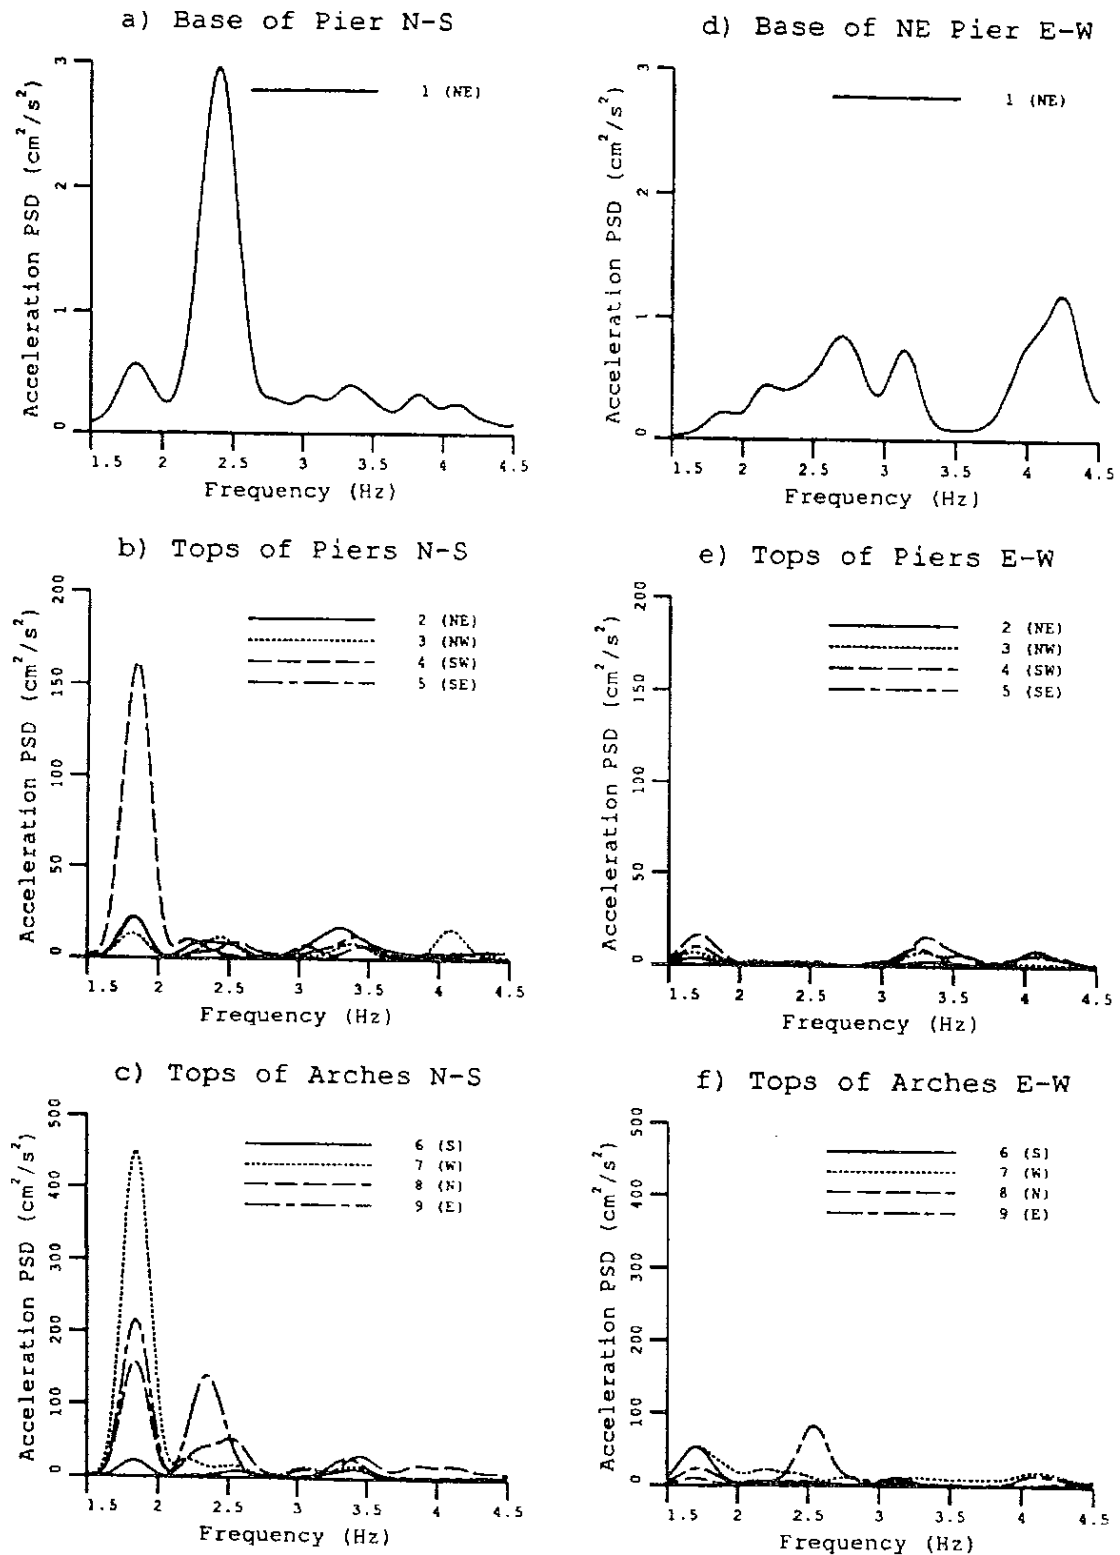 a) Base of Pier N-S
Acceleration PSD (cm²/s²)
3
2
1
0
1 (NE)
1.5 2 2.5 3 3.5 4 4.5
Frequency (Hz)
d) Base of NE Pier E-W
Acceleration PSD (cm²/s²)
3
2
1
0
1 (NE)
1.5 2 2.5 3 3.5 4 4.5
Frequency (Hz)
b) Tops of Piers N-S
Acceleration PSD (cm²/s²)
200
150
100
50
0
2 (NE)
3 (NW)
4 (SW)
5 (SE)
1.5 2 2.5 3 3.5 4 4.5
Frequency (Hz)
e) Tops of Piers E-W
Acceleration PSD (cm²/s²)
200
150
100
50
0
2 (NE)
3 (NW)
4 (SW)
5 (SE)
1.5 2 2.5 3 3.5 4 4.5
Frequency (Hz)
c) Tops of Arches N-S
Acceleration PSD (cm²/s²)
500
400
300
200
100
0
6 (S)
7 (W)
8 (N)
9 (E)
1.5 2 2.5 3 3.5 4 4.5
Frequency (Hz)
f) Tops of Arches E-W
Acceleration PSD (cm²/s²)
500
400
300
200
100
0
6 (S)
7 (W)
8 (N)
9 (E)
1.5 2 2.5 3 3.5 4 4.5
Frequency (Hz)